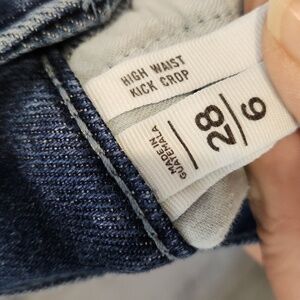 HIGH WAIST
KICK CROP
MADE IN
GUATEMALA
28
6